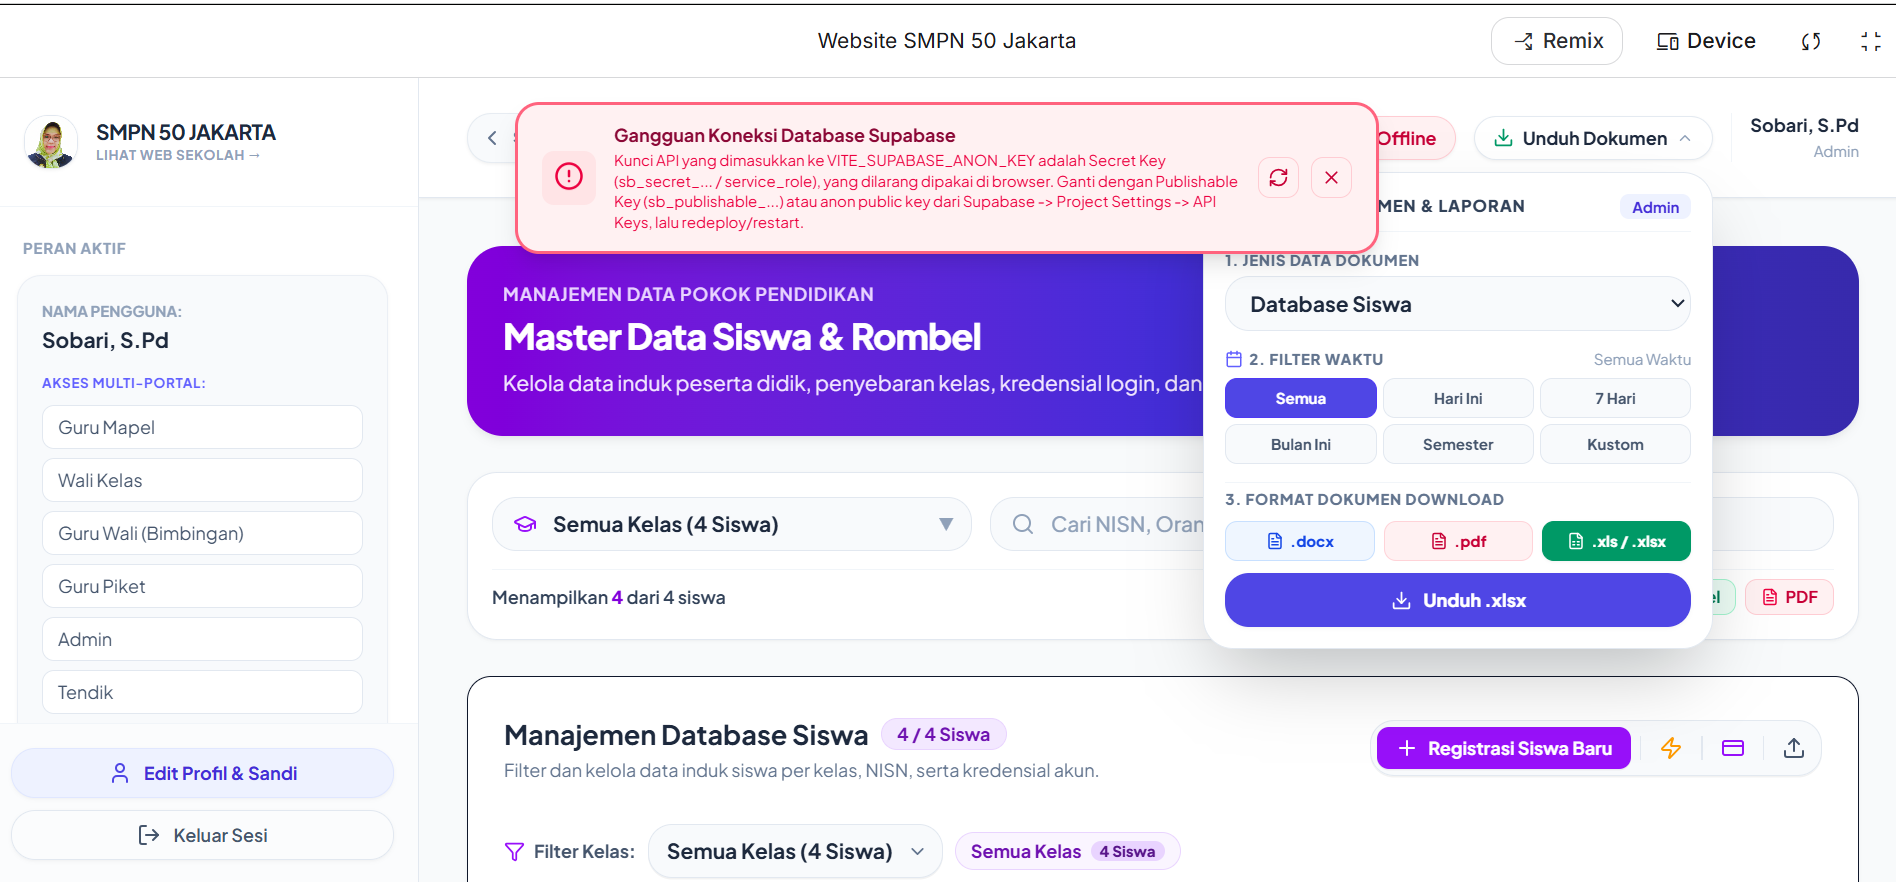 Website SMPN 50 Jakarta
Remix
Device
SMPN 50 JAKARTA
LIHAT WEB SEKOLAH →
PERAN AKTIF
NAMA PENGGUNA:
Sobari, S.Pd
AKSES MULTI-PORTAL:
Guru Mapel
Wali Kelas
Guru Wali (Bimbingan)
Guru Piket
Admin
Tendik
Edit Profil & Sandi
Keluar Sesi
Gangguan Koneksi Database Supabase
Kunci API yang dimasukkan ke VITE_SUPABASE_ANON_KEY adalah Secret Key
(sb_secret_... / service_role), yang dilarang dipakai di browser. Ganti dengan Publishable
Key (sb_publishable_...) atau anon public key dari Supabase -> Project Settings -> API
Keys, lalu redeploy/restart.
Offline
Unduh Dokumen
Sobari, S.Pd
Admin
MEN & LAPORAN
Admin
1. JENIS DATA DOKUMEN
Database Siswa
2. FILTER WAKTU
Semua Waktu
Semua
Hari Ini
7 Hari
Bulan Ini
Semester
Kustom
3. FORMAT DOKUMEN DOWNLOAD
.docx
.pdf
.xls / .xlsx
Unduh .xlsx
MANAJEMEN DATA POKOK PENDIDIKAN
Master Data Siswa & Rombel
Kelola data induk peserta didik, penyebaran kelas, kredensial login, dan
Semua Kelas (4 Siswa)
Cari NISN, Oran
Menampilkan 4 dari 4 siswa
el
PDF
Manajemen Database Siswa
4 / 4 Siswa
Filter dan kelola data induk siswa per kelas, NISN, serta kredensial akun.
Registrasi Siswa Baru
Filter Kelas:
Semua Kelas (4 Siswa)
Semua Kelas
4 Siswa